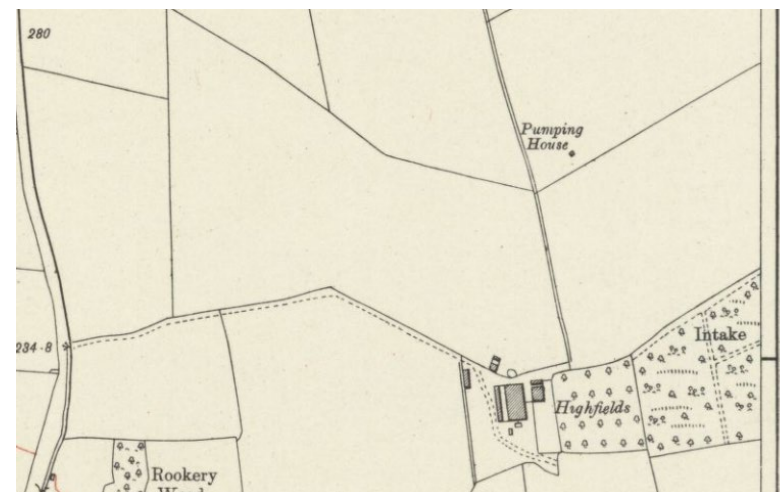 280
Pumping
House
234·8
Intake
Highfields
Rookery